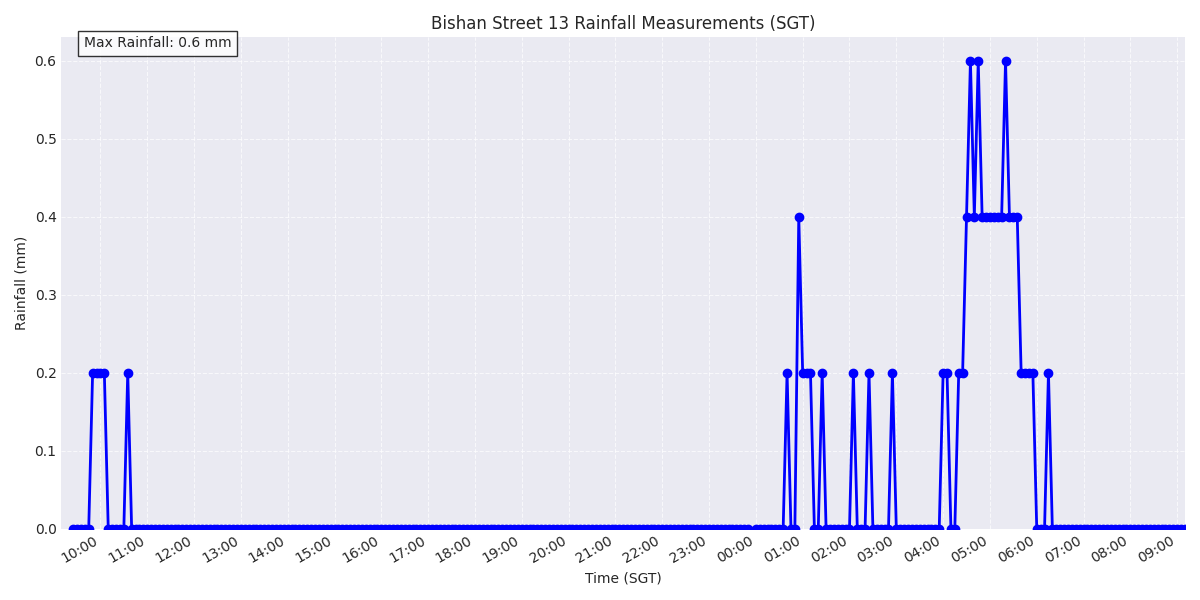 Bishan Street 13 Rainfall Measurements (SGT)
Max Rainfall: 0.6 mm
0.6
0.5
0.4
0.3
0.2
0.1
0.0
Rainfall (mm)
10:00 11:00 12:00 13:00 14:00 15:00 16:00 17:00 18:00 19:00 20:00 21:00 22:00 23:00 00:00 01:00 02:00 03:00 04:00 05:00 06:00 07:00 08:00 09:00
Time (SGT)